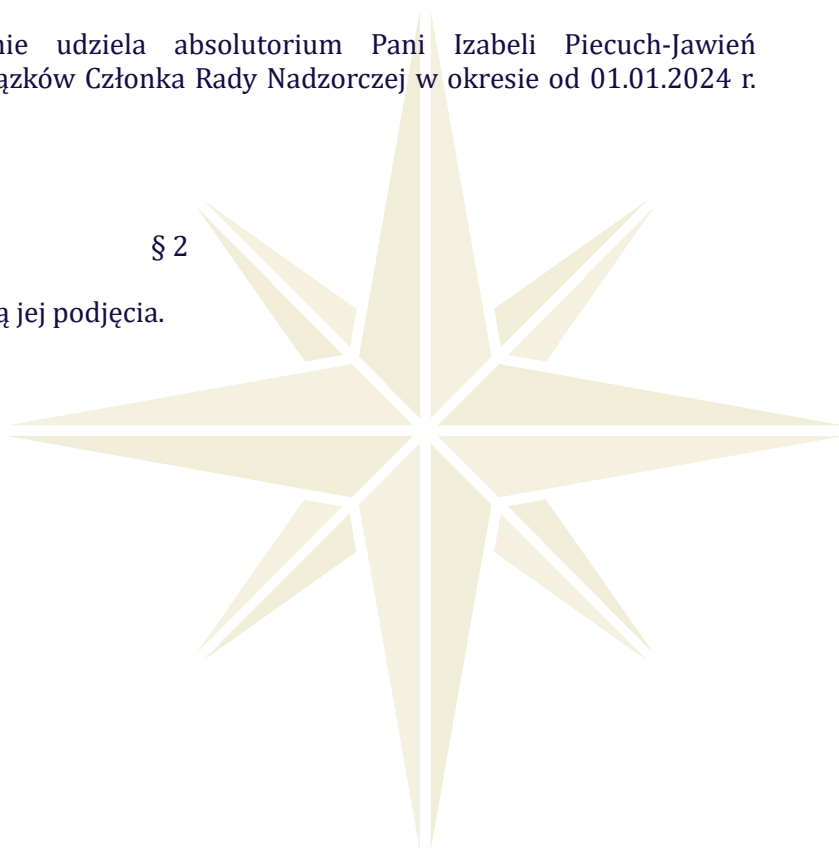 nie udziela absolutorium Pani Izabeli Piecuch-Jawień
ązków Członka Rady Nadzorczej w okresie od 01.01.2024 r.
§ 2
ą jej podjęcia.